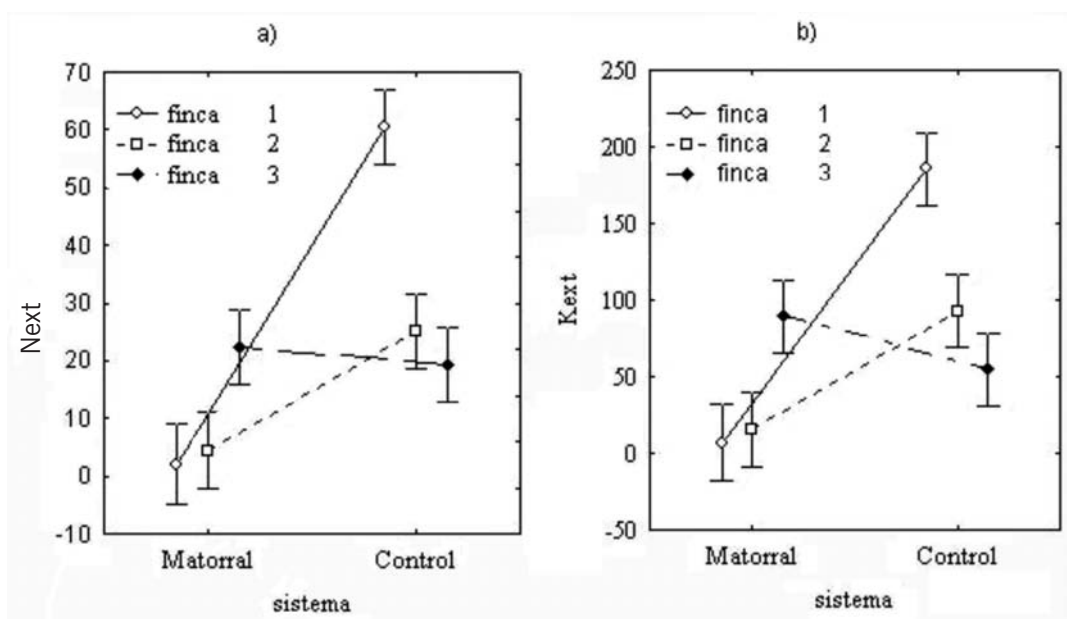 a)
70
60
50
40
30
20
10
0
-10
Next
finca 1
finca 2
finca 3
Matorral Control
sistema
b)
250
200
150
100
50
0
-50
Kext
finca 1
finca 2
finca 3
Matorral Control
sistema